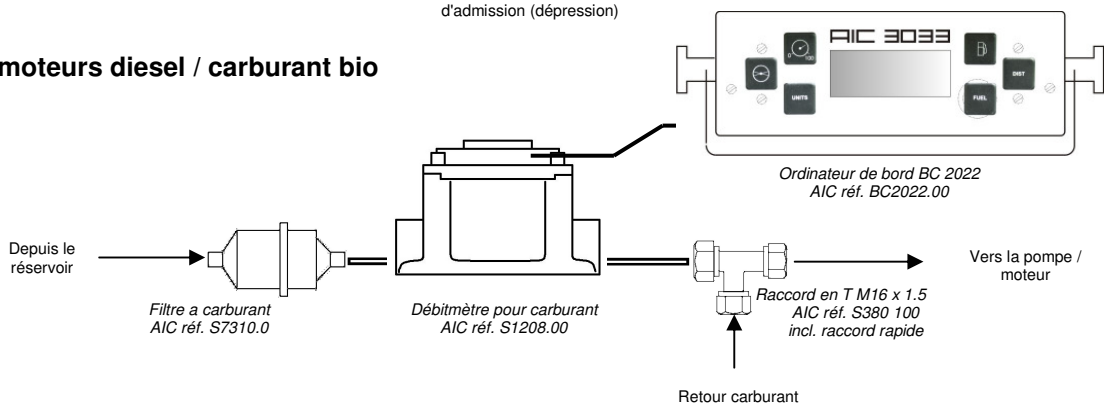 d'admission (dépression)
moteurs diesel / carburant bio
AIC 3033
0 100
UNITS
DIST
FUEL
Ordinateur de bord BC 2022
AIC réf. BC2022.00
Depuis le
réservoir
Vers la pompe /
moteur
Filtre a carburant
AIC réf. S7310.0
Débitmètre pour carburant
AIC réf. S1208.00
Raccord en T M16 x 1.5
AIC réf. S380 100
incl. raccord rapide
Retour carburant